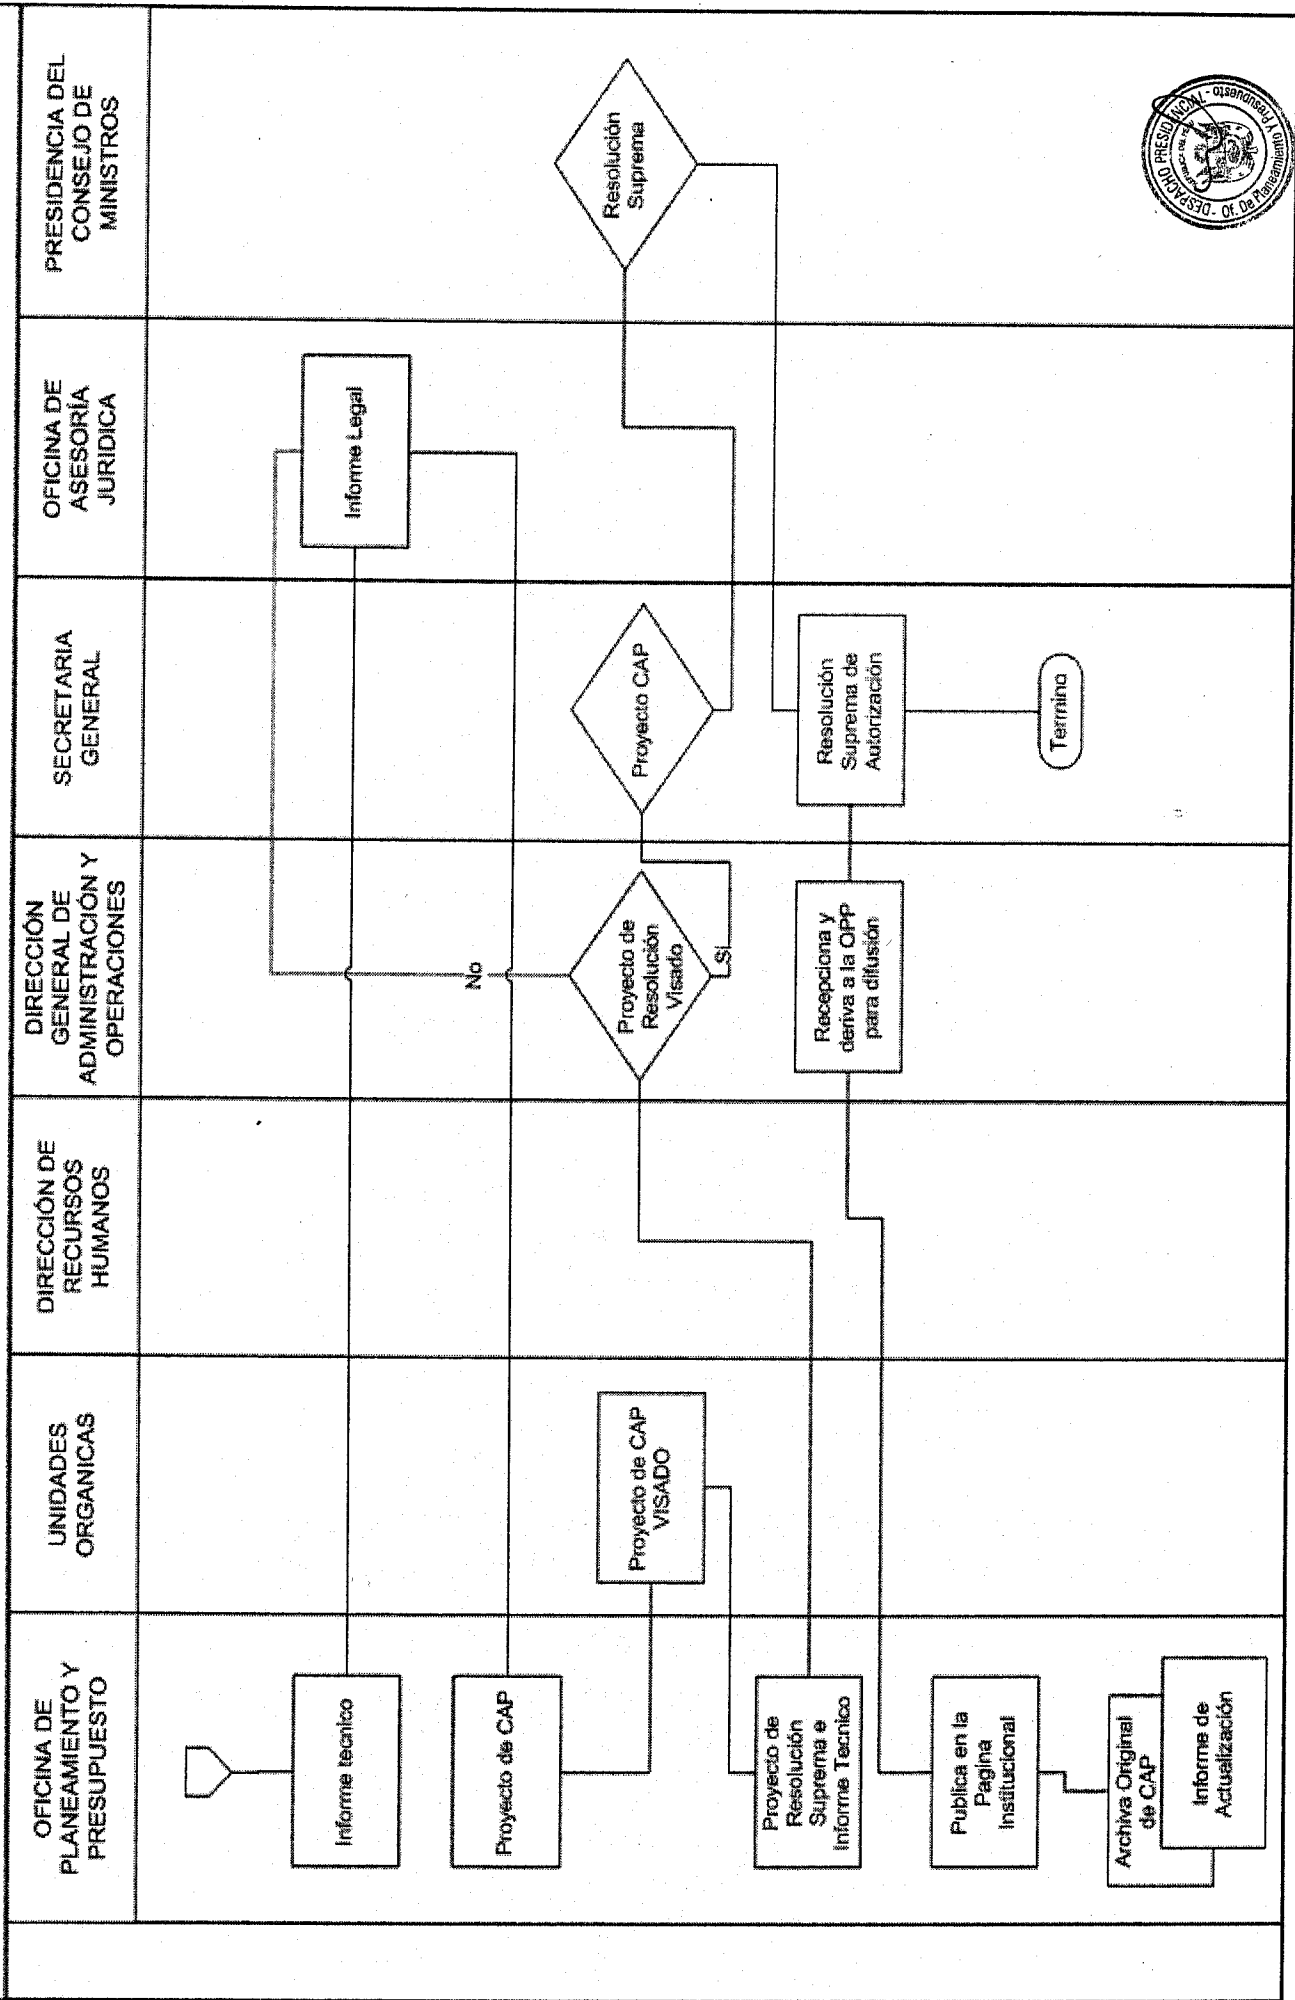 OFICINA DE
PLANEAMIENTO Y
PRESUPUESTO
UNIDADES
ORGANICAS
DIRECCIÓN DE
RECURSOS
HUMANOS
DIRECCIÓN
GENERAL DE
ADMINISTRACIÓN Y
OPERACIONES
SECRETARIA
GENERAL
OFICINA DE
ASESORÍA
JURIDICA
PRESIDENCIA DEL
CONSEJO DE
MINISTROS
Informe tecnico
Informe Legal
No
Proyecto de CAP
Proyecto de CAP
VISADO
Proyecto de
Resolución
Visado
Si
Proyecto CAP
Resolución
Suprema
Proyecto de
Resolución
Suprema e
Informe Tecnico
Recepciona y
deriva a la OPP
para difusión
Resolución
Suprema de
Autorización
Publica en la
Pagina
Institucional
Termino
Archiva Original
de CAP
Informe de
Actualización
DESPACHO PRESIDENCIAL
Of. De Planeamiento Y Presupuesto